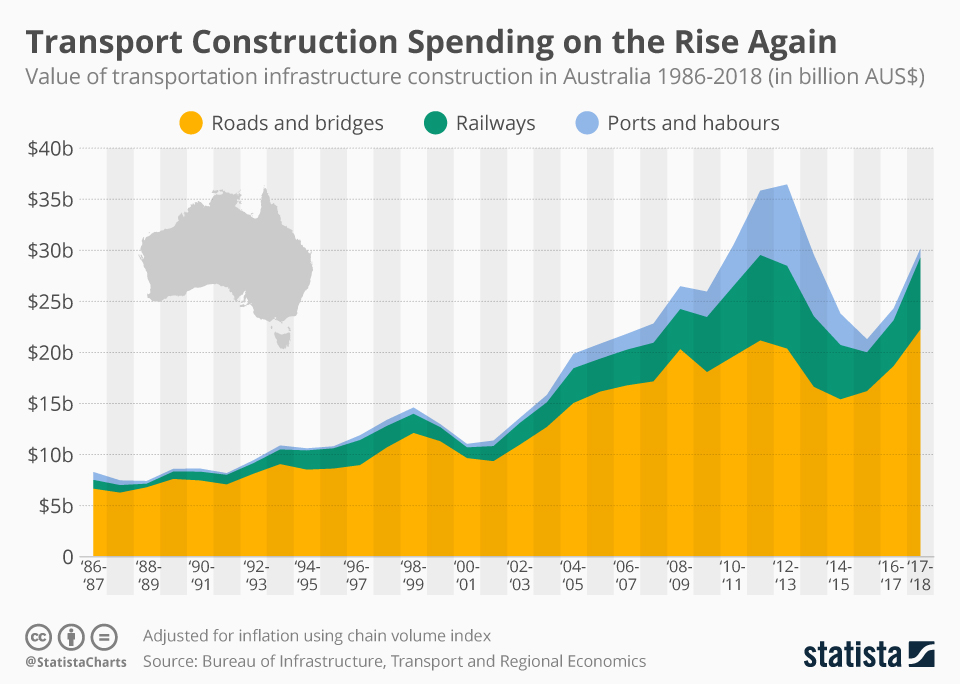 Transport Construction Spending on the Rise Again
Value of transportation infrastructure construction in Australia 1986-2018 (in billion AUS$)
Roads and bridges Railways Ports and habours
$40b
$35b
$30b
$25b
$20b
$15b
$10b
$5b
0
‘86- ‘88- ‘90- ‘92- ‘94- ‘96- ‘98- ‘00- ‘02- ‘04- ‘06- ‘08- ‘10- ‘12- ‘14- ‘16- ‘17-
‘87 ‘89 ‘91 ‘93 ‘95 ‘97 ‘99 ‘01 ‘03 ‘05 ‘07 ‘09 ‘11 ‘13 ‘15 ‘17 ‘18
cc
@StatistaCharts
Adjusted for inflation using chain volume index
Source: Bureau of Infrastructure, Transport and Regional Economics
statista